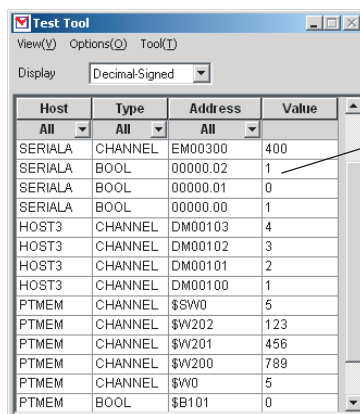 Test Tool
View(V) Options(O) Tool(T)
Display Decimal-Signed
Host Type Address Value
All All All
SERIALA CHANNEL EM00300 400
SERIALA BOOL 00000.02 1
SERIALA BOOL 00000.01 0
SERIALA BOOL 00000.00 1
HOST3 CHANNEL DM00103 4
HOST3 CHANNEL DM00102 3
HOST3 CHANNEL DM00101 2
HOST3 CHANNEL DM00100 1
PTMEM CHANNEL $SW0 5
PTMEM CHANNEL $W202 123
PTMEM CHANNEL $W201 456
PTMEM CHANNEL $W200 789
PTMEM CHANNEL $W0 5
PTMEM BOOL $B101 0